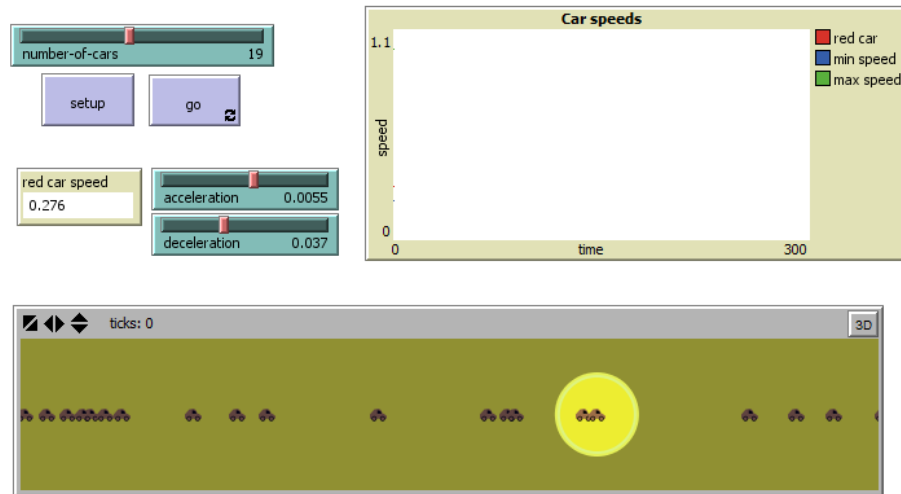 number-of-cars 19
setup
go
red car speed
0.276
acceleration 0.0055
deceleration 0.037
Car speeds
1.1
speed
0
0 time 300
red car
min speed
max speed
ticks: 0
3D